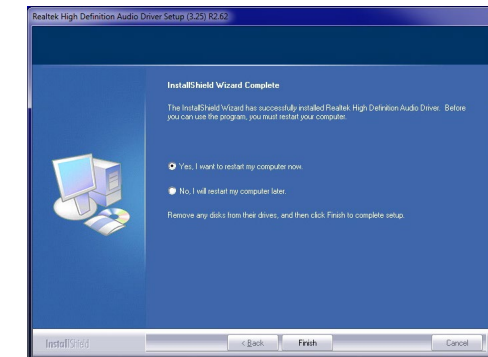 Realtek High Definition Audio Driver Setup (3.25) R2.62
InstallShield Wizard Complete
The InstallShield Wizard has successfully installed Realtek High Definition Audio Driver. Before
you can use the program, you must restart your computer.
Yes, I want to restart my computer now.
No, I will restart my computer later.
Remove any disks from their drives, and then click Finish to complete setup.
InstallShield
< Back
Finish
Cancel